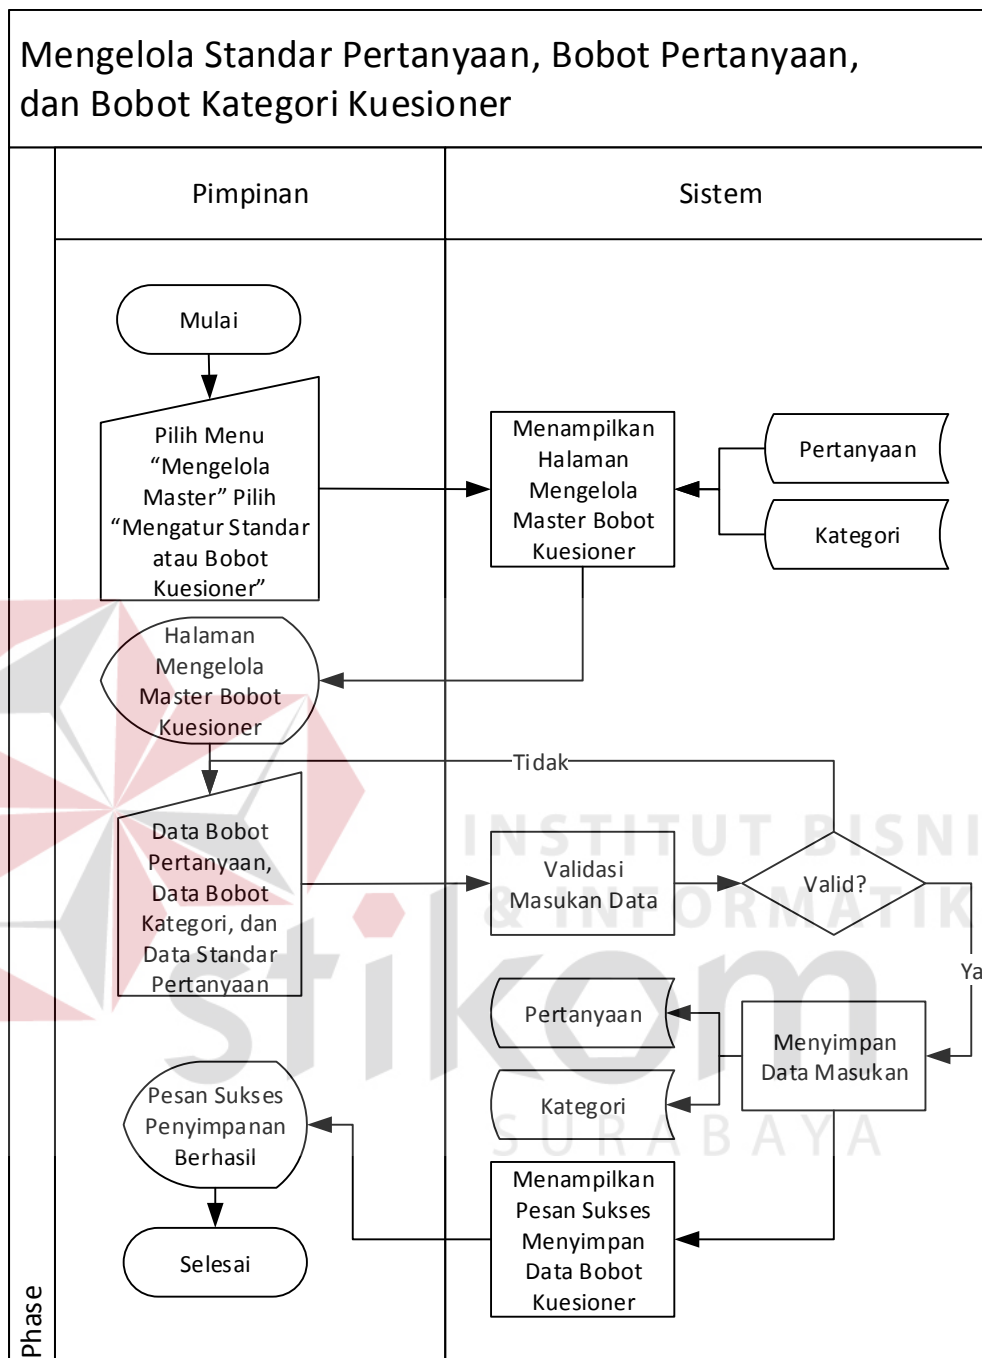 Mengelola Standar Pertanyaan, Bobot Pertanyaan,
dan Bobot Kategori Kuesioner
Pimpinan
Sistem
Mulai
Pilih Menu
“Mengelola
Master” Pilih
“Mengatur Standar
atau Bobot
Kuesioner”
Menampilkan
Halaman
Mengelola
Master Bobot
Kuesioner
Pertanyaan
Kategori
Halaman
Mengelola
Master Bobot
Kuesioner
Tidak
Data Bobot
Pertanyaan,
Data Bobot
Kategori, dan
Data Standar
Pertanyaan
Validasi
Masukan Data
Valid?
Ya
Pertanyaan
Kategori
Menyimpan
Data Masukan
Pesan Sukses
Penyimpanan
Berhasil
Menampilkan
Pesan Sukses
Menyimpan
Data Bobot
Kuesioner
Selesai
Phase
INSTITUT BISNI
& INFORMATIK
stikom
SURABAYA